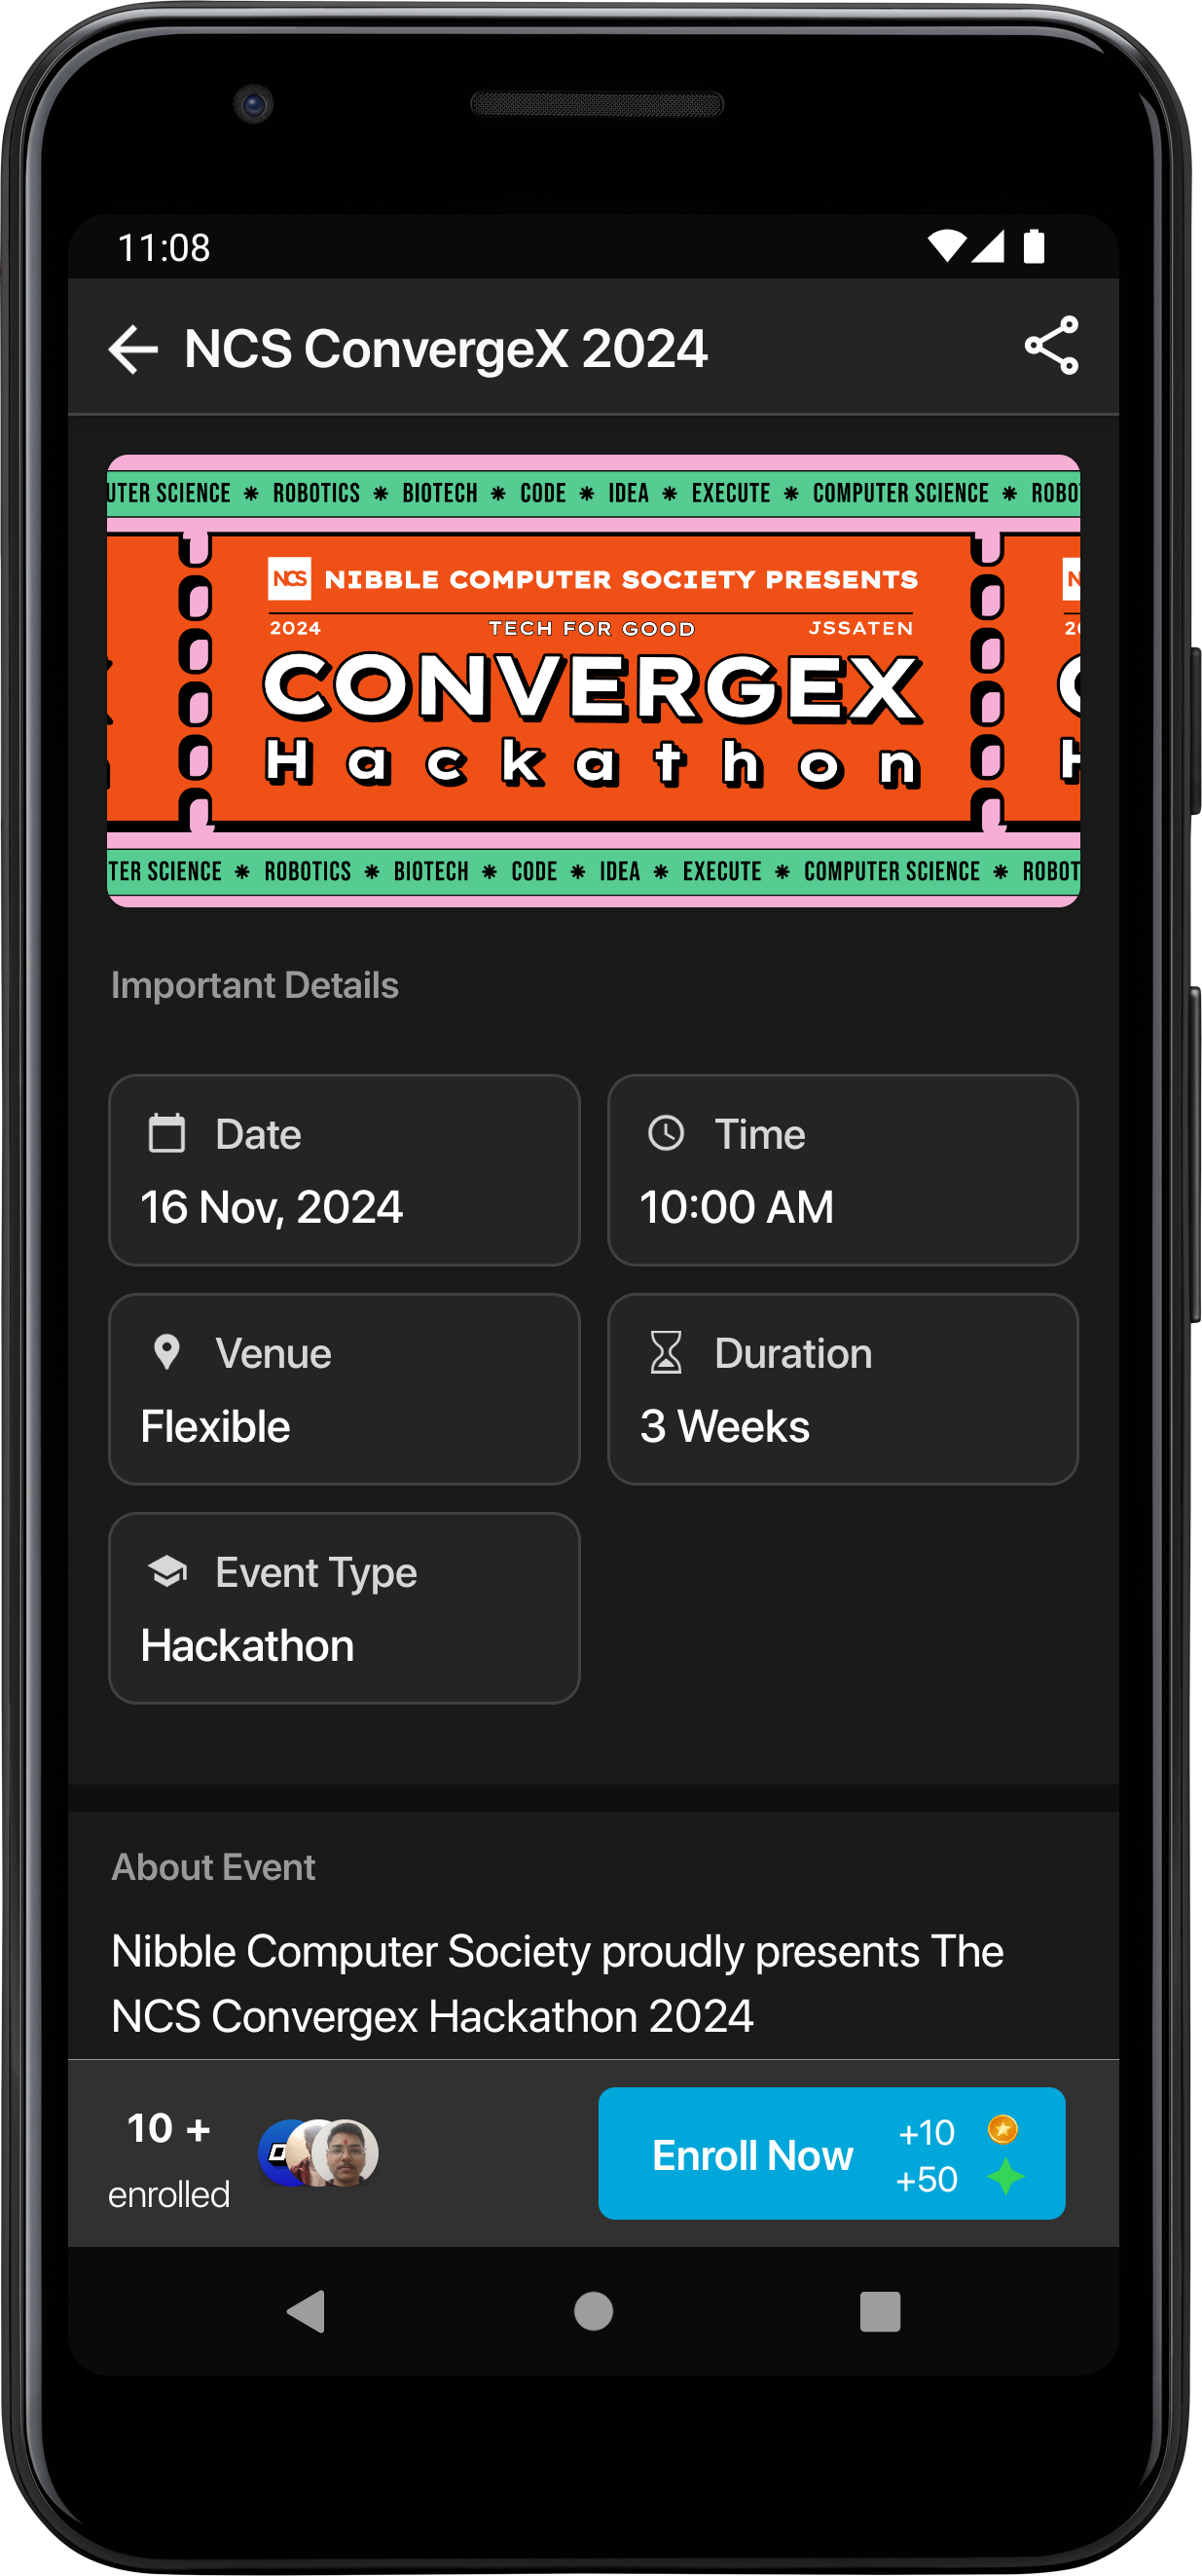 11:08
NCS ConvergeX 2024
UTER SCIENCE * ROBOTICS * BIOTECH * CODE * IDEA * EXECUTE * COMPUTER SCIENCE * ROBO
NCS NIBBLE COMPUTER SOCIETY PRESENTS
2024 TECH FOR GOOD JSSATEN
CONVERGEX
Hackathon
TER SCIENCE * ROBOTICS * BIOTECH * CODE * IDEA * EXECUTE * COMPUTER SCIENCE * ROBOT
Important Details
Date
16 Nov, 2024
Time
10:00 AM
Venue
Flexible
Duration
3 Weeks
Event Type
Hackathon
About Event
Nibble Computer Society proudly presents The
NCS Convergex Hackathon 2024
10 +
enrolled
Enroll Now
+10
+50